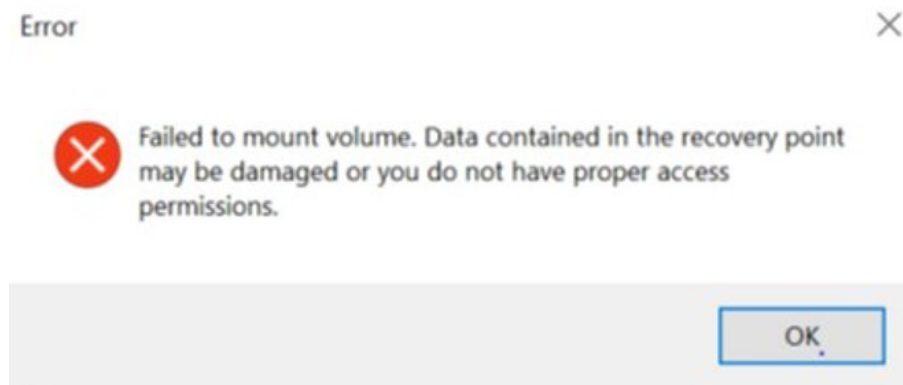 Error
Failed to mount volume. Data contained in the recovery point
may be damaged or you do not have proper access
permissions.
OK